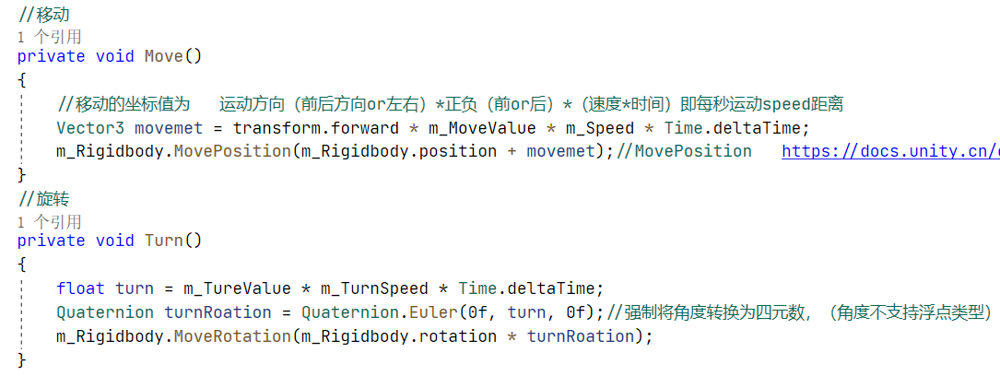 //移动
1 个引用
private void Move()
{
//移动的坐标值为   运动方向（前后方向or左右）*正负（前or后）*（速度*时间）即每秒运动speed距离
Vector3 movemet = transform.forward * m_MoveValue * m_Speed * Time.deltaTime;
m_Rigidbody.MovePosition(m_Rigidbody.position + movemet);//MovePosition   https://docs.unity.cn/
}
//旋转
1 个引用
private void Turn()
{
float turn = m_TureValue * m_TurnSpeed * Time.deltaTime;
Quaternion turnRoation = Quaternion.Euler(0f, turn, 0f);//强制将角度转换为四元数，（角度不支持浮点类型）
m_Rigidbody.MoveRotation(m_Rigidbody.rotation * turnRoation);
}